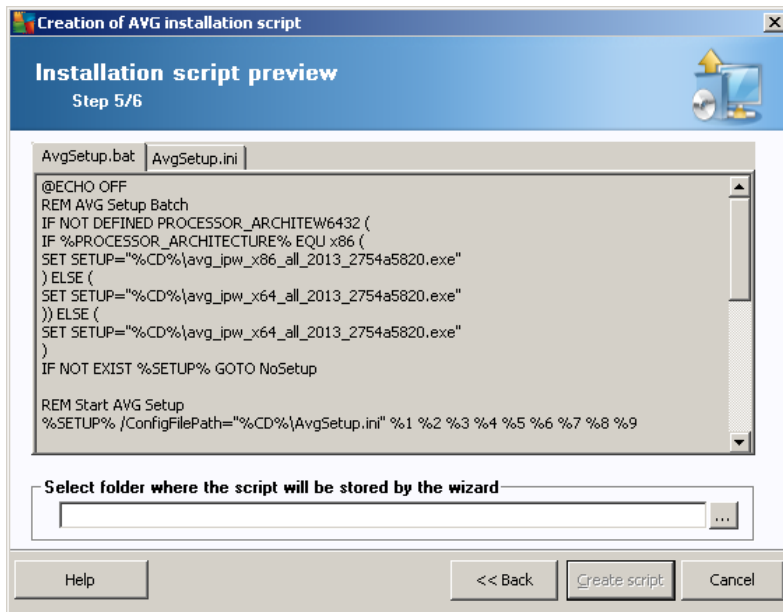 Creation of AVG installation script
Installation script preview
Step 5/6
AvgSetup.bat
AvgSetup.ini
@ECHO OFF
REM AVG Setup Batch
IF NOT DEFINED PROCESSOR_ARCHITEW6432 (
IF %PROCESSOR_ARCHITECTURE% EQU x86 (
SET SETUP="%CD%\avg_ipw_x86_all_2013_2754a5820.exe"
) ELSE (
SET SETUP="%CD%\avg_ipw_x64_all_2013_2754a5820.exe"
)) ELSE (
SET SETUP="%CD%\avg_ipw_x64_all_2013_2754a5820.exe"
)
IF NOT EXIST %SETUP% GOTO NoSetup
REM Start AVG Setup
%SETUP% /ConfigFilePath="%CD%\AvgSetup.ini" %1 %2 %3 %4 %5 %6 %7 %8 %9
Select folder where the script will be stored by the wizard
...
Help
<< Back
Create script
Cancel